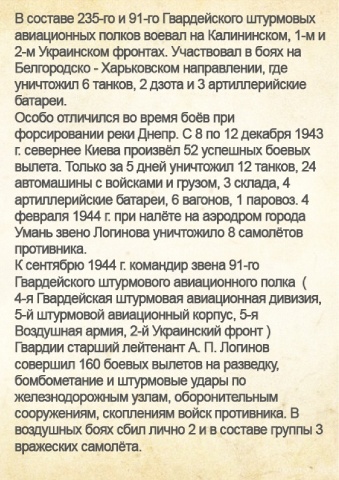 В составе 235-го и 91-го Гвардейского штурмовых
авиационных полков воевал на Калининском, 1-м и
2-м Украинском фронтах. Участвовал в боях на
Белгородско - Харьковском направлении, где
уничтожил 6 танков, 2 дзота и 3 артиллерийские
батареи.
Особо отличился во время боёв при
форсировании реки Днепр. С 8 по 12 декабря 1943
г. севернее Киева произвёл 52 успешных боевых
вылета. Только за 5 дней уничтожил 12 танков, 24
автомашины с войсками и грузом, 3 склада, 4
артиллерийские батареи, 6 вагонов, 1 паровоз. 4
февраля 1944 г. при налёте на аэродром города
Умань звено Логинова уничтожило 8 самолётов
противника.
К сентябрю 1944 г. командир звена 91-го
Гвардейского штурмового авиационного полка (
4-я Гвардейская штурмовая авиационная дивизия,
5-й штурмовой авиационный корпус, 5-я
Воздушная армия, 2-й Украинский фронт )
Гвардии старший лейтенант А. П. Логинов
совершил 160 боевых вылетов на разведку,
бомбометание и штурмовые удары по
железнодорожным узлам, оборонительным
сооружениям, скоплениям войск противника. В
воздушных боях сбил лично 2 и в составе группы 3
вражеских самолёта.